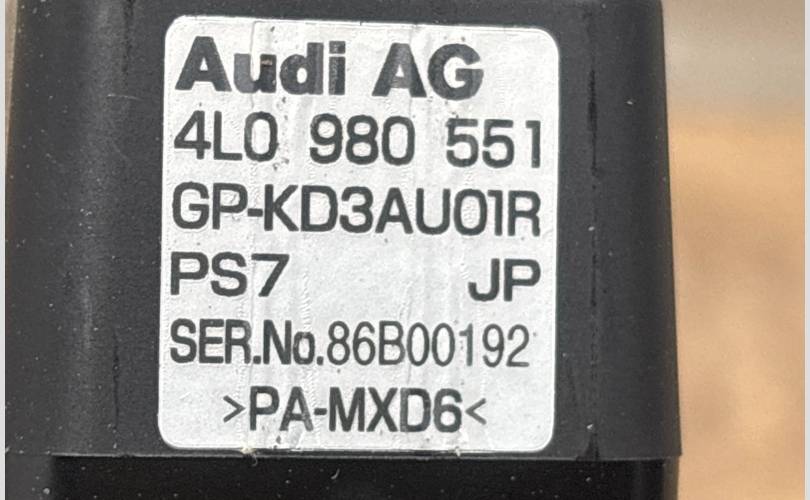 Audi AG
4L0 980 551
GP-KD3AU01R
PS7 JP
SER.No.86B00192
>PA-MXD6<